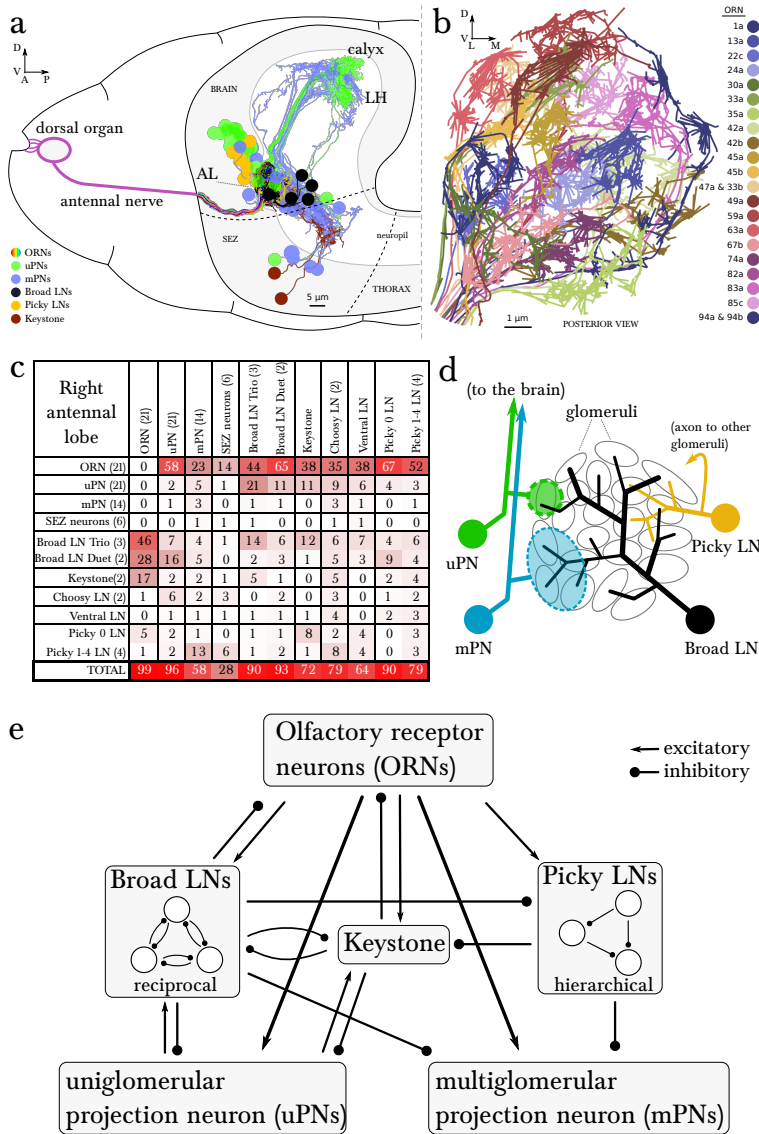 a
D
V
A P
dorsal organ
antennal nerve
BRAIN
calyx
LH
AL
SEZ
neuropil
THORAX
5 µm
ORNs
uPNs
mPNs
Broad LNs
Picky LNs
Keystone
b
D
V
L M
ORN
1a
13a
22c
24a
30a
33a
35a
42a
42b
45a
45b
47a & 33b
49a
59a
63a
67b
74a
82a
83a
85c
94a & 94b
1 µm
POSTERIOR VIEW
c
Right antennal lobe ORN (21) uPN (21) mPN (14) SEZ neurons (6) Broad LN Trio (3) Broad LN Duet (2) Keystone Choosy LN (2) Ventral LN Picky 0 LN Picky 1-4 LN (4)
ORN (21) 0 58 23 14 44 65 38 35 38 67 52
uPN (21) 0 2 5 1 21 11 11 9 6 4 3
mPN (14) 0 1 3 0 1 1 0 3 1 0 1
SEZ neurons (6) 0 0 1 1 1 0 1 1 1 0 0
Broad LN Trio (3) 46 7 4 1 14 6 12 6 7 4 6
Broad LN Duet (2) 28 16 5 0 2 3 1 5 3 9 4
Keystone(2) 17 2 2 1 5 1 0 5 0 2 4
Choosy LN (2) 1 6 2 3 0 2 0 3 0 1 2
Ventral LN 0 1 1 1 1 1 1 4 0 2 3
Picky 0 LN 5 2 1 0 1 1 8 2 4 0 3
Picky 1-4 LN (4) 1 2 13 6 1 2 1 8 4 0 3
TOTAL 99 96 58 28 90 93 72 79 64 90 79
d
(to the brain)
glomeruli
(axon to other
glomeruli)
uPN
Picky LN
mPN
Broad LN
e
Olfactory receptor
neurons (ORNs)
excitatory
inhibitory
Broad LNs
reciprocal
Keystone
Picky LNs
hierarchical
uniglomerular
projection neuron (uPNs)
multiglomerular
projection neuron (mPNs)